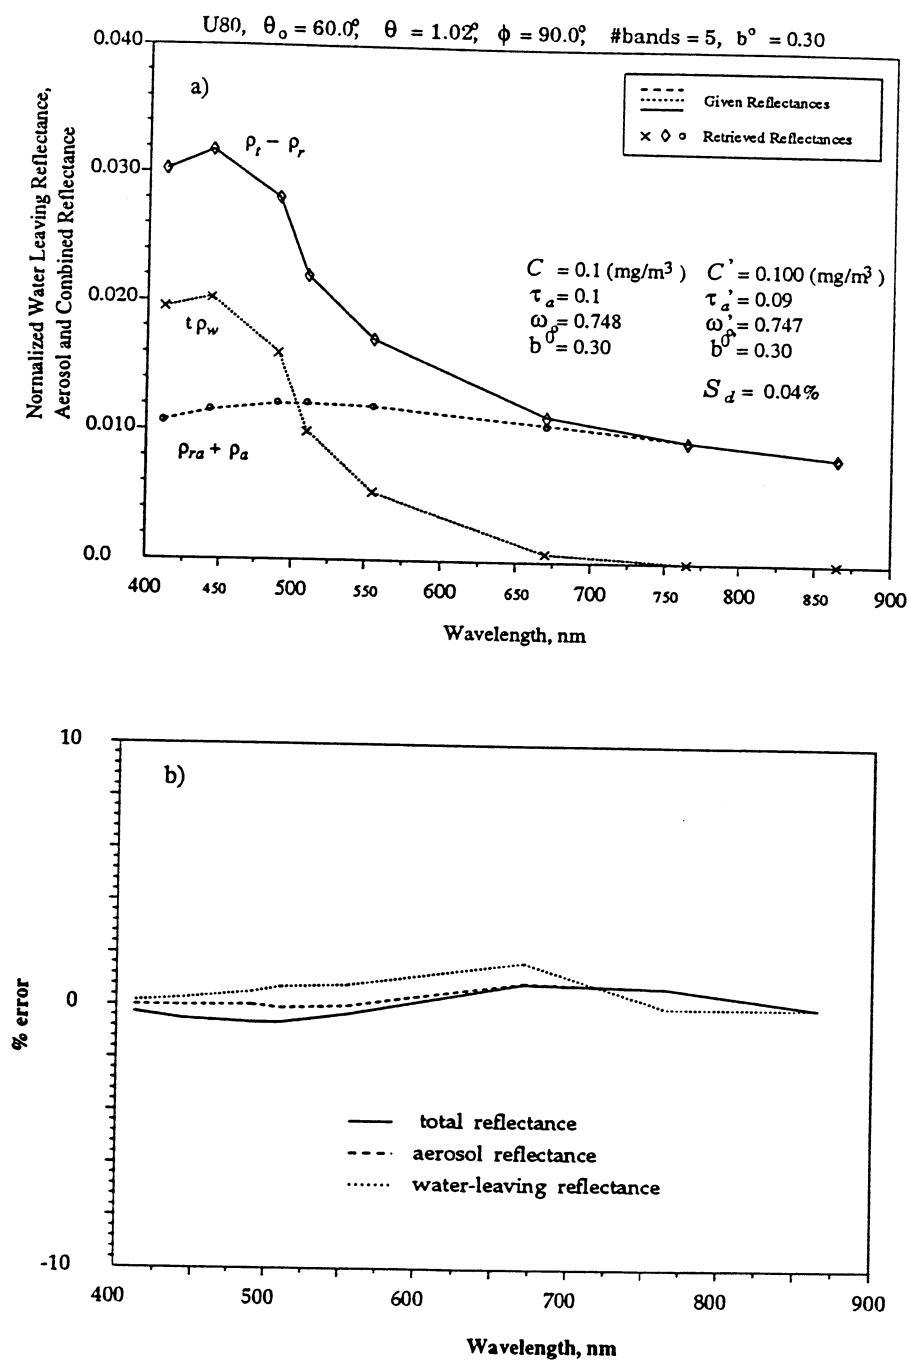 U80, θo = 60.0°, θ = 1.02°, ϕ = 90.0°, #bands = 5, b° = 0.30
0.040
0.030
0.020
0.010
0.0
Normalized Water Leaving Reflectance,
Aerosol and Combined Reflectance
a)
Given Reflectances
× ◇ ○ Retrieved Reflectances
ρt − ρr
tρw
ρra + ρa
C = 0.1 (mg/m³) C' = 0.100 (mg/m³)
τa = 0.1 τa' = 0.09
ωo = 0.748 ωo' = 0.747
b⁰ = 0.30 b⁰' = 0.30
Sd = 0.04%
400 450 500 550 600 650 700 750 800 850 900
Wavelength, nm
10
0
-10
% error
b)
total reflectance
aerosol reflectance
water-leaving reflectance
400 500 600 700 800 900
Wavelength, nm